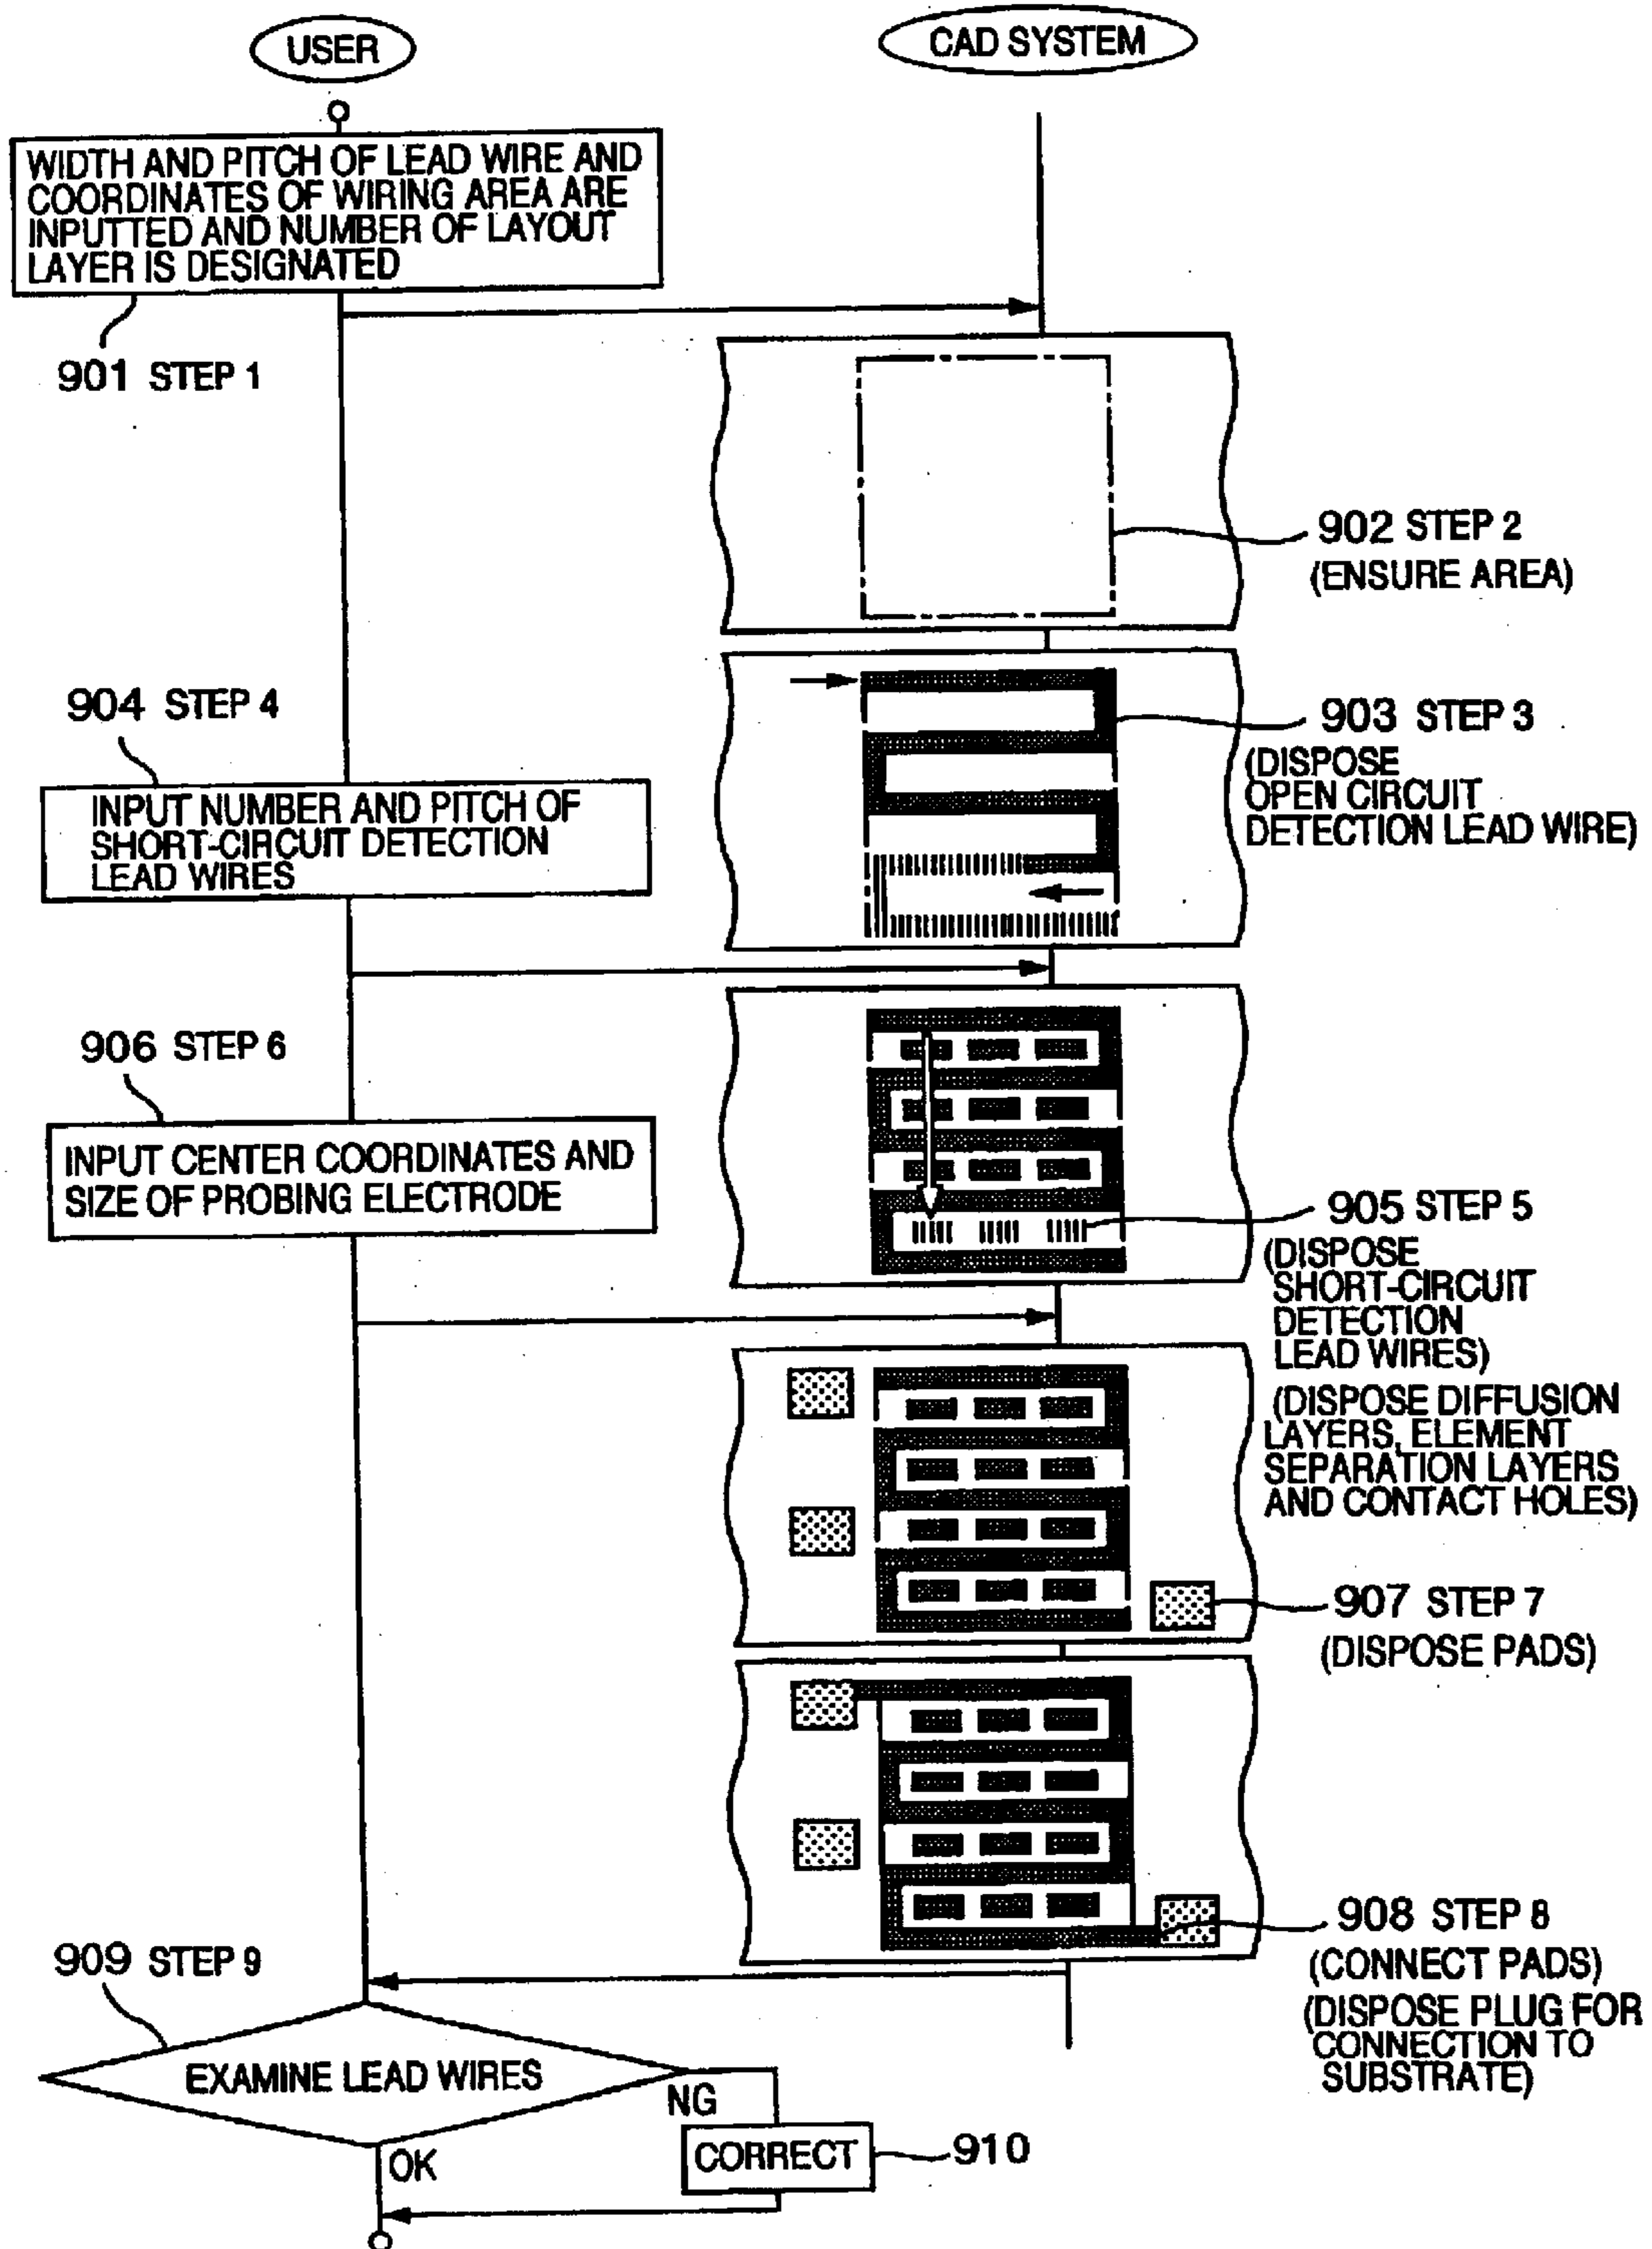 USER
CAD SYSTEM
WIDTH AND PITCH OF LEAD WIRE AND
COORDINATES OF WIRING AREA ARE
INPUTTED AND NUMBER OF LAYOUT
LAYER IS DESIGNATED
901 STEP 1
902 STEP 2
(ENSURE AREA)
903 STEP 3
(DISPOSE
OPEN CIRCUIT
DETECTION LEAD WIRE)
904 STEP 4
INPUT NUMBER AND PITCH OF
SHORT-CIRCUIT DETECTION
LEAD WIRES
905 STEP 5
(DISPOSE
SHORT-CIRCUIT
DETECTION
LEAD WIRES)
(DISPOSE DIFFUSION
LAYERS, ELEMENT
SEPARATION LAYERS
AND CONTACT HOLES)
906 STEP 6
INPUT CENTER COORDINATES AND
SIZE OF PROBING ELECTRODE
907 STEP 7
(DISPOSE PADS)
908 STEP 8
(CONNECT PADS)
(DISPOSE PLUG FOR
CONNECTION TO
SUBSTRATE)
909 STEP 9
EXAMINE LEAD WIRES
NG
OK
CORRECT
910